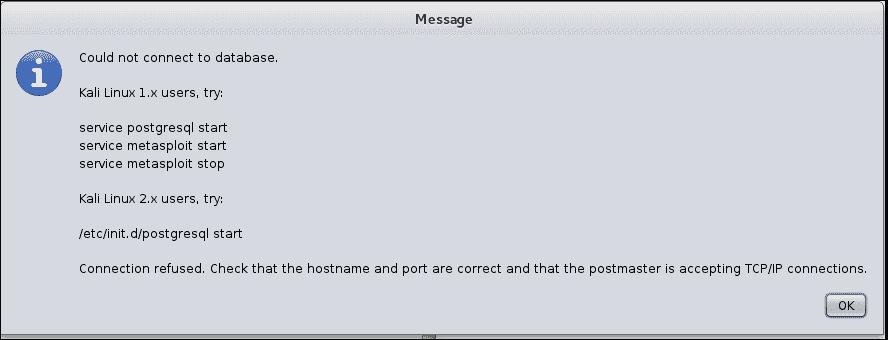 Message
Could not connect to database.
Kali Linux 1.x users, try:
service postgresql start
service metasploit start
service metasploit stop
Kali Linux 2.x users, try:
/etc/init.d/postgresql start
Connection refused. Check that the hostname and port are correct and that the postmaster is accepting TCP/IP connections.
OK